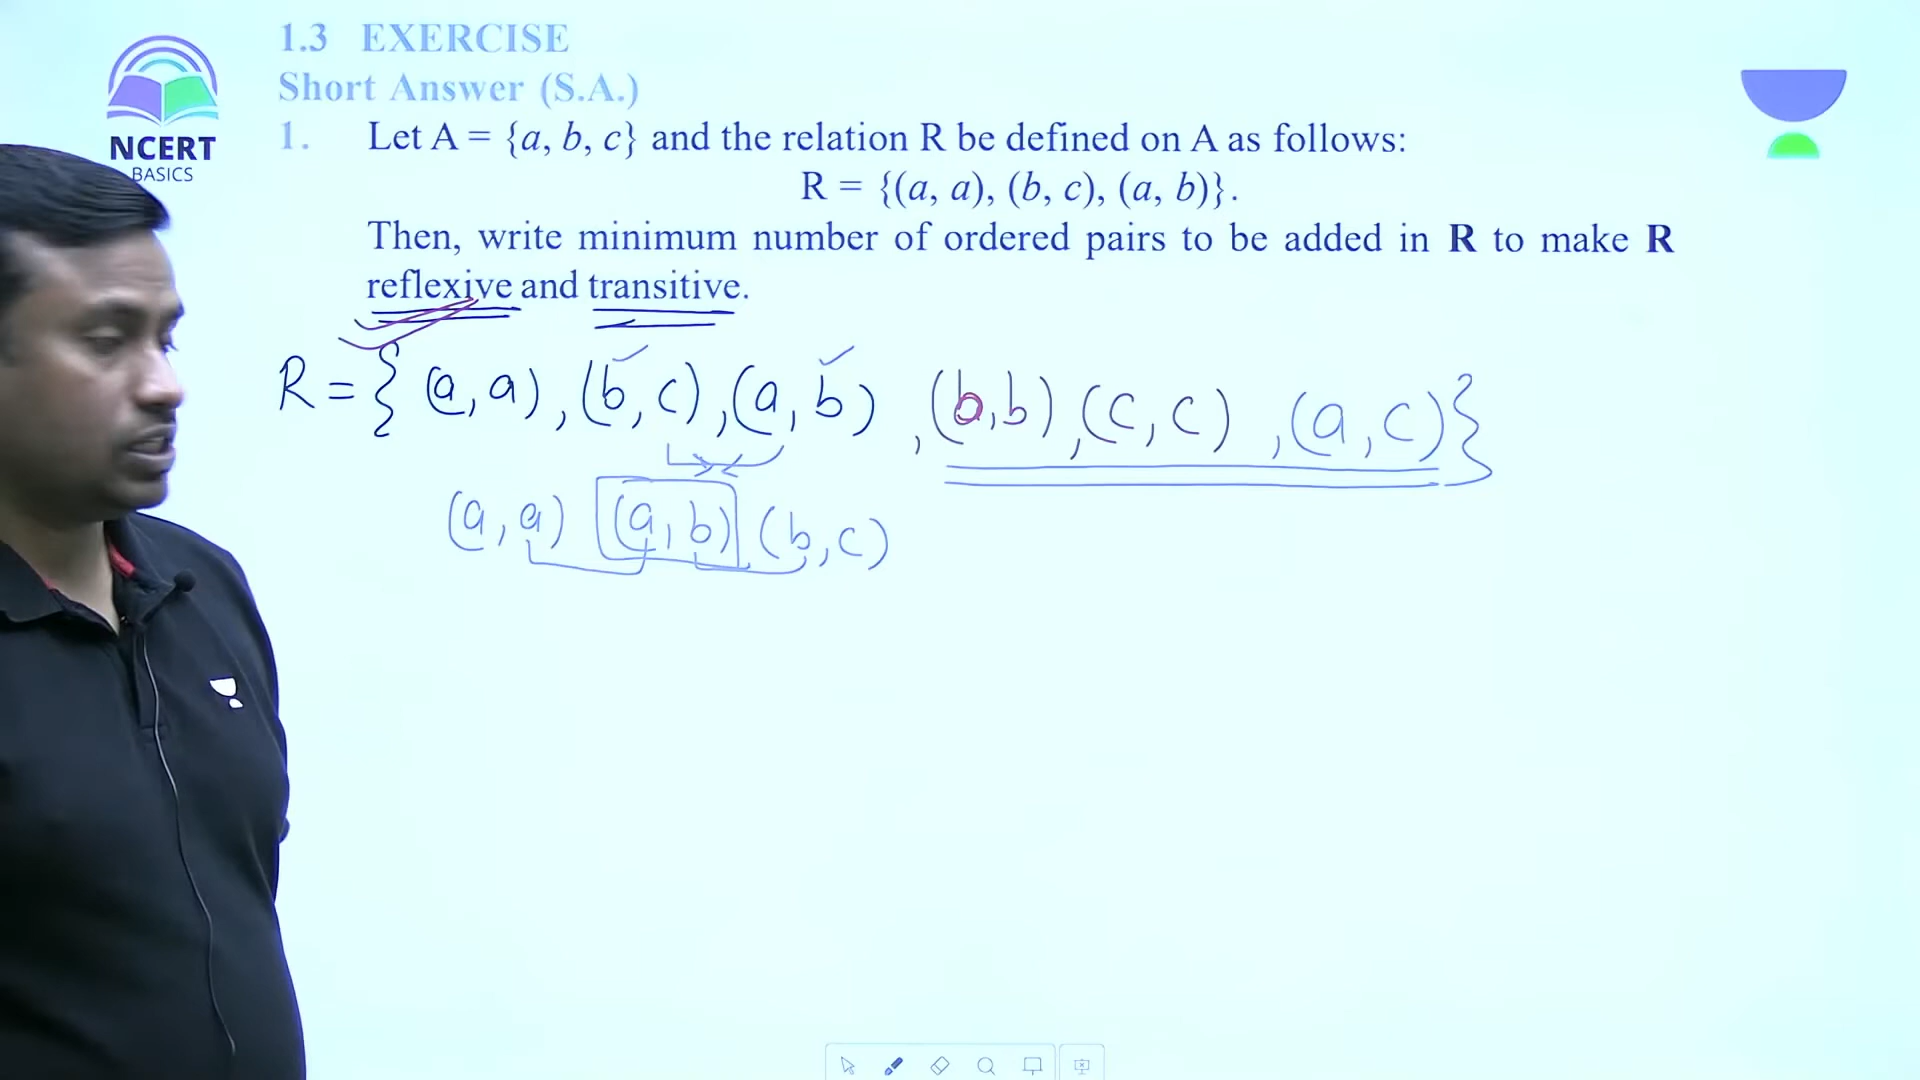 1.3 EXERCISE
Short Answer (S.A.)
NCERT
BASICS
1. Let A = {a, b, c} and the relation R be defined on A as follows:
R = {(a, a), (b, c), (a, b)}.
Then, write minimum number of ordered pairs to be added in R to make R
reflexive and transitive.
R = { (a, a) , (b, c) , (a, b) , (b, b) , (c, c) , (a, c) }
(a, a) (a, b) (b, c)